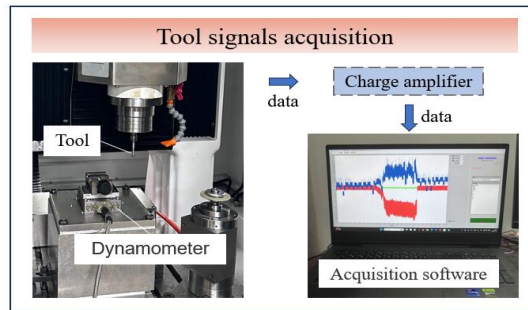 Tool signals acquisition
data
Charge amplifier
Tool
data
Dynamometer
Acquisition software